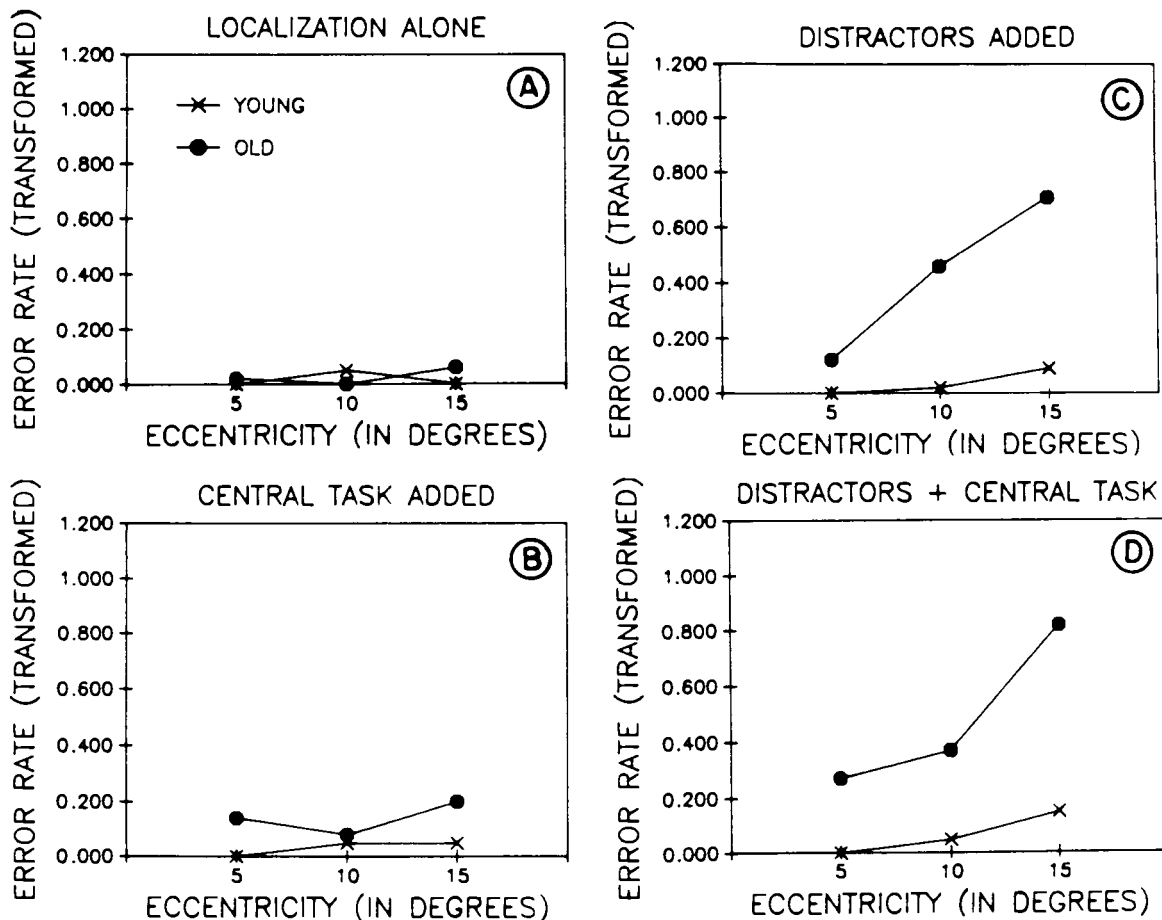 LOCALIZATION ALONE
A
ERROR RATE (TRANSFORMED)
1.200
1.000
0.800
0.600
0.400
0.200
0.000
YOUNG
OLD
5 10 15
ECCENTRICITY (IN DEGREES)
CENTRAL TASK ADDED
B
ERROR RATE (TRANSFORMED)
1.200
1.000
0.800
0.600
0.400
0.200
0.000
5 10 15
ECCENTRICITY (IN DEGREES)
DISTRACTORS ADDED
C
ERROR RATE (TRANSFORMED)
1.200
1.000
0.800
0.600
0.400
0.200
0.000
5 10 15
ECCENTRICITY (IN DEGREES)
DISTRACTORS + CENTRAL TASK
D
ERROR RATE (TRANSFORMED)
1.200
1.000
0.800
0.600
0.400
0.200
0.000
5 10 15
ECCENTRICITY (IN DEGREES)